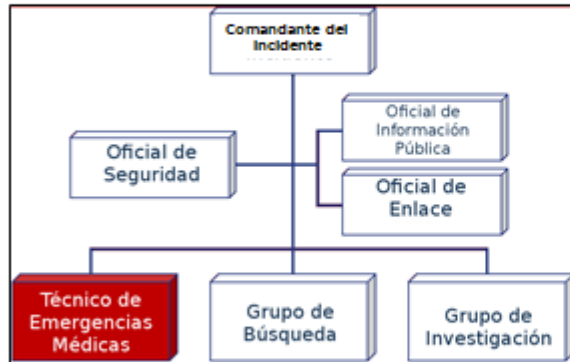 Comandante del
Incidente
Oficial de
Información
Pública
Oficial de
Seguridad
Oficial de
Enlace
Técnico de
Emergencias
Médicas
Grupo de
Búsqueda
Grupo de
Investigación